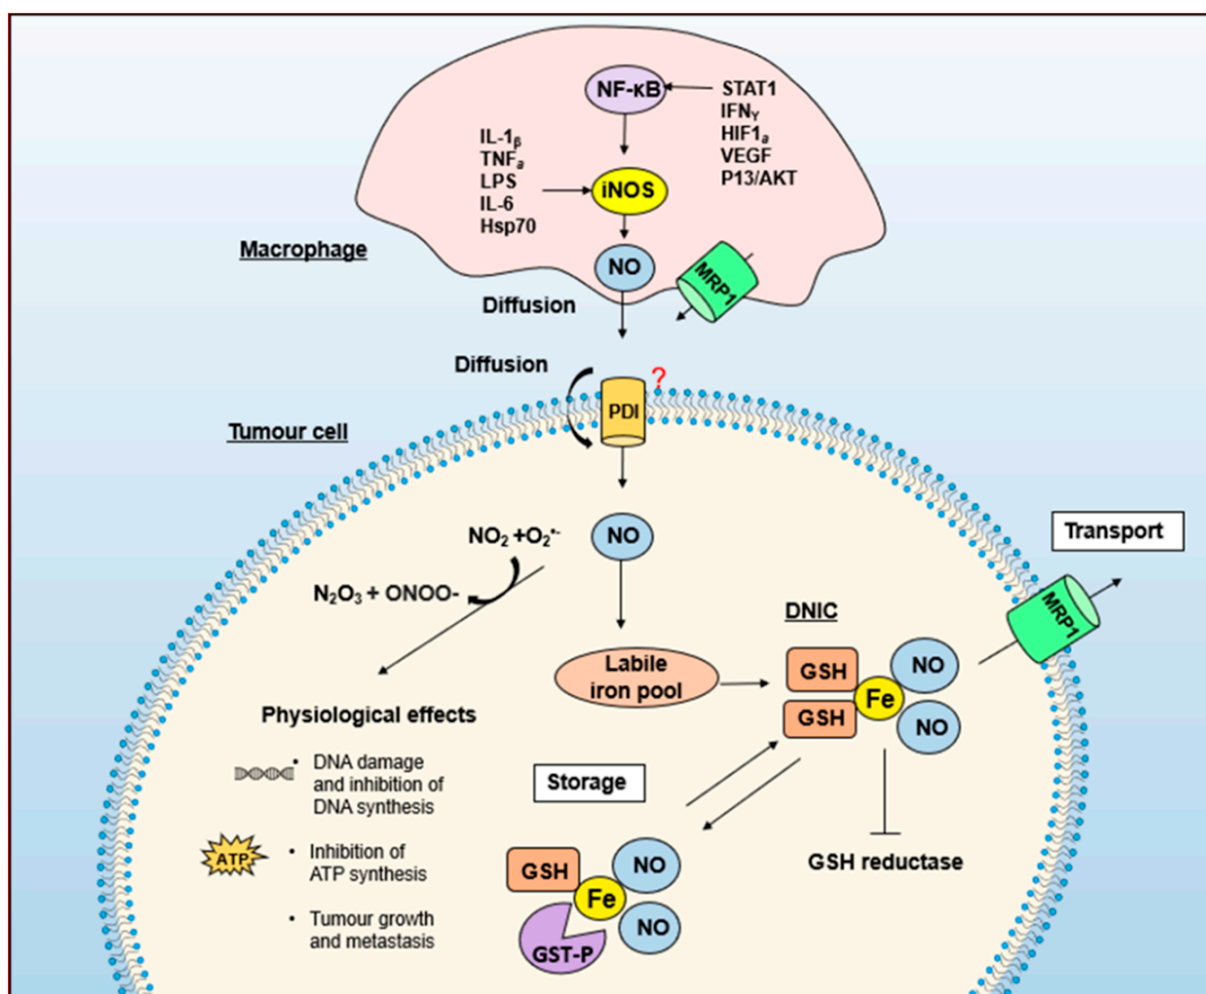 NF-κB
STAT1
IFNγ
HIF1a
VEGF
P13/AKT
IL-1β
TNFa
LPS
IL-6
Hsp70
iNOS
Macrophage
NO
MRP1
Diffusion
Diffusion
?
PDI
Tumour cell
NO₂ +O₂•-
NO
N₂O₃ + ONOO-
Transport
MRP1
DNIC
Labile
iron pool
GSH
NO
Fe
GSH
NO
Physiological effects
• DNA damage
and inhibition of
DNA synthesis
Storage
ATP
• Inhibition of
ATP synthesis
GSH reductase
GSH
NO
Fe
• Tumour growth
and metastasis
NO
GST-P